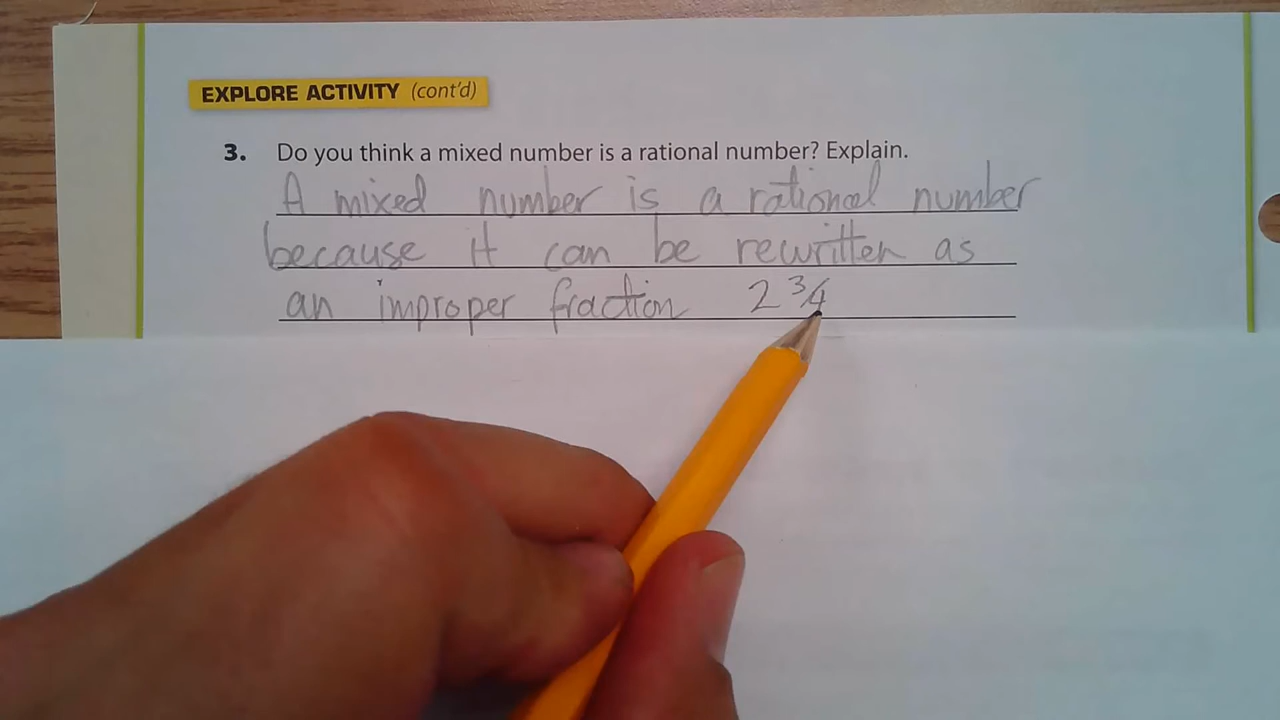 EXPLORE ACTIVITY (cont'd)
3. Do you think a mixed number is a rational number? Explain.
A mixed number is a rational number
because it can be rewritten as
an improper fraction 2 3/4